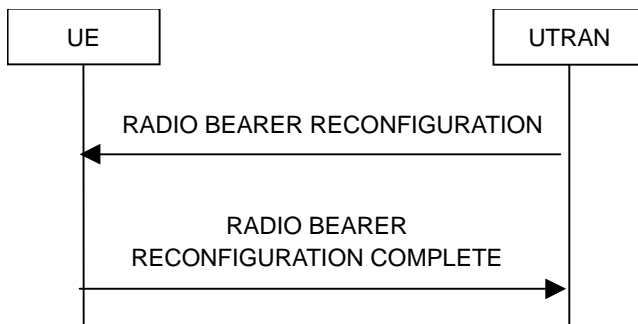 UE
UTRAN
RADIO BEARER RECONFIGURATION
RADIO BEARER
RECONFIGURATION COMPLETE